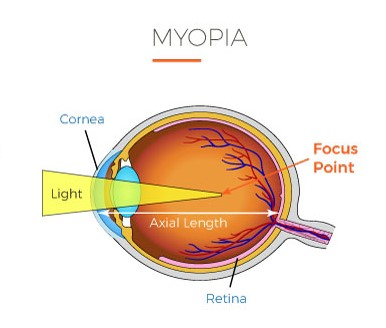 MYOPIA
Cornea
Focus
Point
Light
Axial Length
Retina